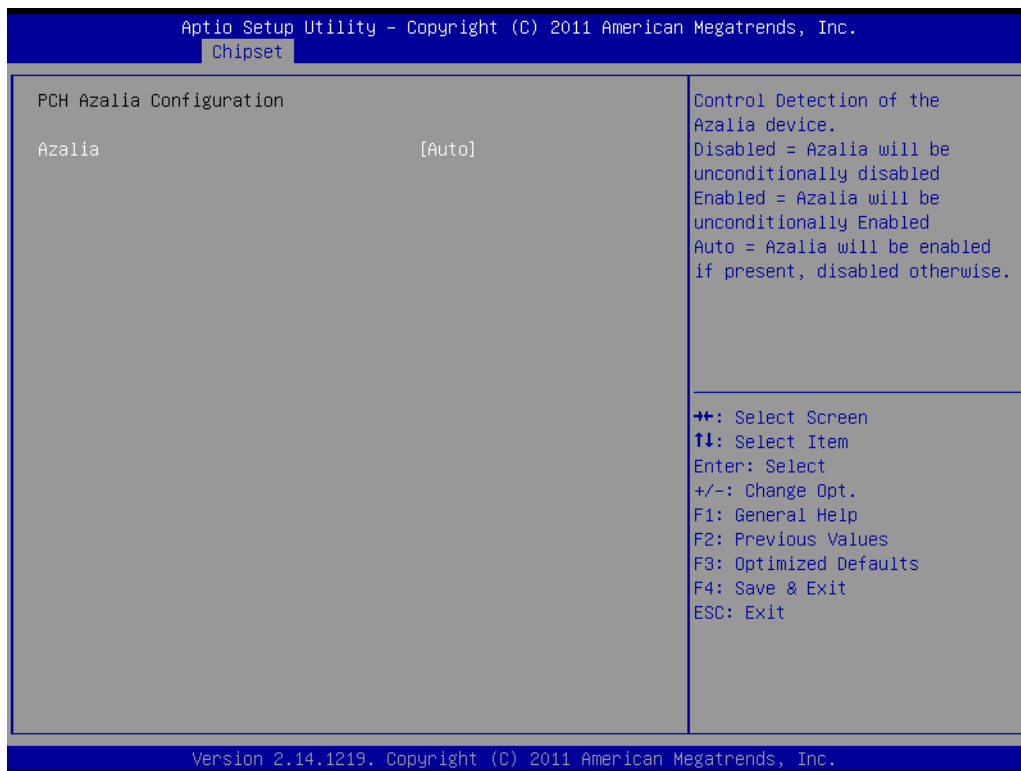 Aptio Setup Utility – Copyright (C) 2011 American Megatrends, Inc.
Chipset
PCH Azalia Configuration
Azalia [Auto]
Control Detection of the
Azalia device.
Disabled = Azalia will be
unconditionally disabled
Enabled = Azalia will be
unconditionally Enabled
Auto = Azalia will be enabled
if present, disabled otherwise.
→←: Select Screen
↑↓: Select Item
Enter: Select
+/-: Change Opt.
F1: General Help
F2: Previous Values
F3: Optimized Defaults
F4: Save & Exit
ESC: Exit
Version 2.14.1219. Copyright (C) 2011 American Megatrends, Inc.